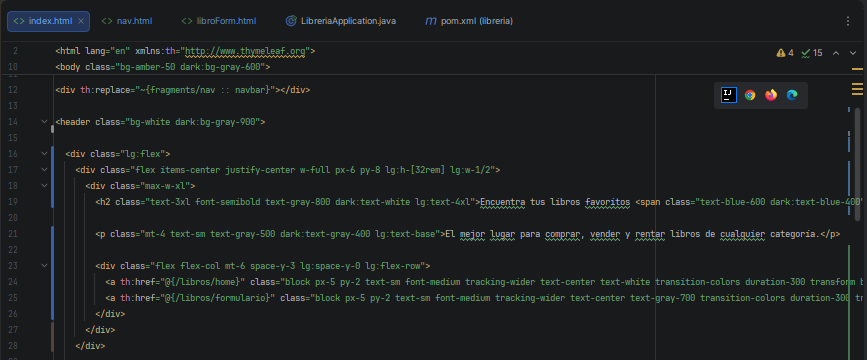 index.html nav.html libroForm.html LibreriaApplication.java pom.xml (libreria)
2 <html lang="en" xmlns:th="http://www.thymeleaf.org"> 4 15
10 <body class="bg-amber-50 dark:bg-gray-600">
12 <div th:replace="~{fragments/nav :: navbar}"></div>
13
14 <header class="bg-white dark:bg-gray-900">
15
16 <div class="lg:flex">
17 <div class="flex items-center justify-center w-full px-6 py-8 lg:h-[32rem] lg:w-1/2">
18 <div class="max-w-xl">
19 <h2 class="text-3xl font-semibold text-gray-800 dark:text-white lg:text-4xl">Encuentra tus libros favoritos <span class="text-blue-600 dark:text-blue-400"
20
21 <p class="mt-4 text-sm text-gray-500 dark:text-gray-400 lg:text-base">El mejor lugar para comprar, vender y rentar libros de cualquier categoría.</p>
22
23 <div class="flex flex-col mt-6 space-y-3 lg:space-y-0 lg:flex-row">
24 <a th:href="@{/libros/home}" class="block px-5 py-2 text-sm font-medium tracking-wider text-center text-white transition-colors duration-300 transform b
25 <a th:href="@{/libros/formulario}" class="block px-5 py-2 text-sm font-medium tracking-wider text-center text-gray-700 transition-colors duration-300 tr
26 </div>
27 </div>
28 </div>